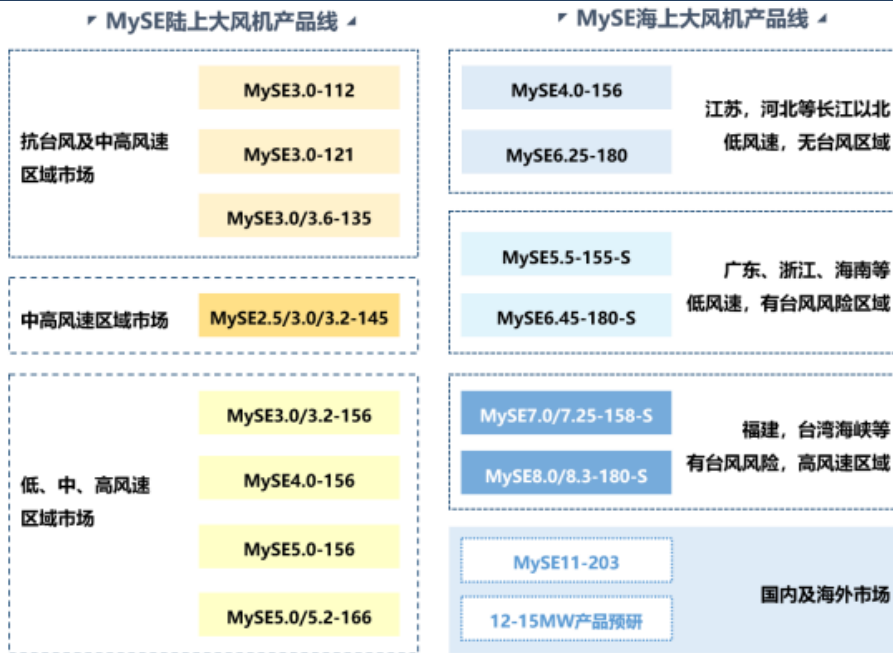 MySE陆上大风机产品线
抗台风及中高风速
区域市场
MySE3.0-112
MySE3.0-121
MySE3.0/3.6-135
中高风速区域市场
MySE2.5/3.0/3.2-145
低、中、高风速
区域市场
MySE3.0/3.2-156
MySE4.0-156
MySE5.0-156
MySE5.0/5.2-166
MySE海上大风机产品线
MySE4.0-156
MySE6.25-180
江苏，河北等长江以北
低风速，无台风区域
MySE5.5-155-S
MySE6.45-180-S
广东、浙江、海南等
低风速，有台风风险区域
MySE7.0/7.25-158-S
MySE8.0/8.3-180-S
福建，台湾海峡等
有台风风险，高风速区域
MySE11-203
12-15MW产品预研
国内及海外市场